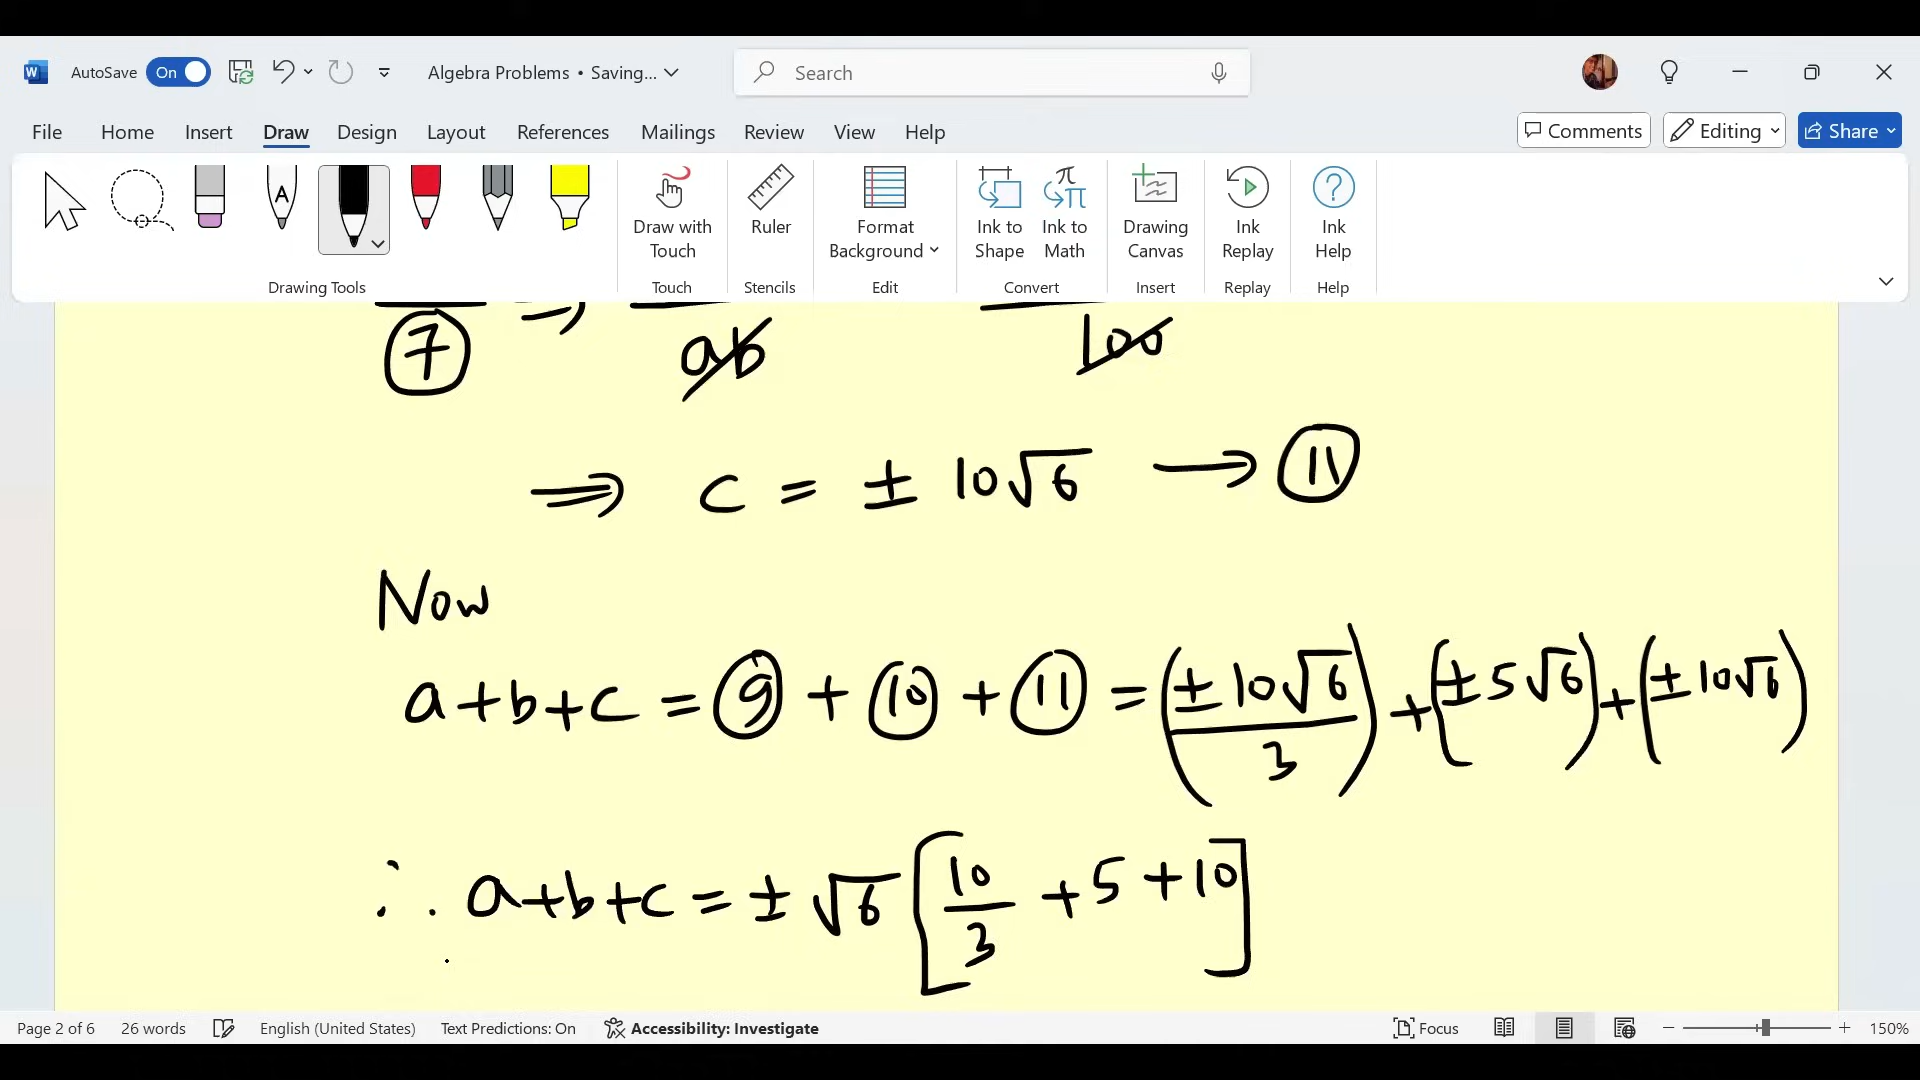 AutoSave On Algebra Problems • Saving... Search
File Home Insert Draw Design Layout References Mailings Review View Help Comments Editing Share
Draw with Touch Ruler Format Background Ink to Shape Ink to Math Drawing Canvas Ink Replay Ink Help
Drawing Tools Touch Stencils Edit Convert Insert Replay Help
⑦ ⇒ ab 100
⇒ c = ± 10√6 → ⑪
Now
a+b+c = ⑨ + ⑩ + ⑪ = (± 10√6 / 3) + (± 5√6) + (± 10√6)
∴ a+b+c = ± √6 [10/3 + 5 + 10]
Page 2 of 6 26 words English (United States) Text Predictions: On Accessibility: Investigate Focus 150%